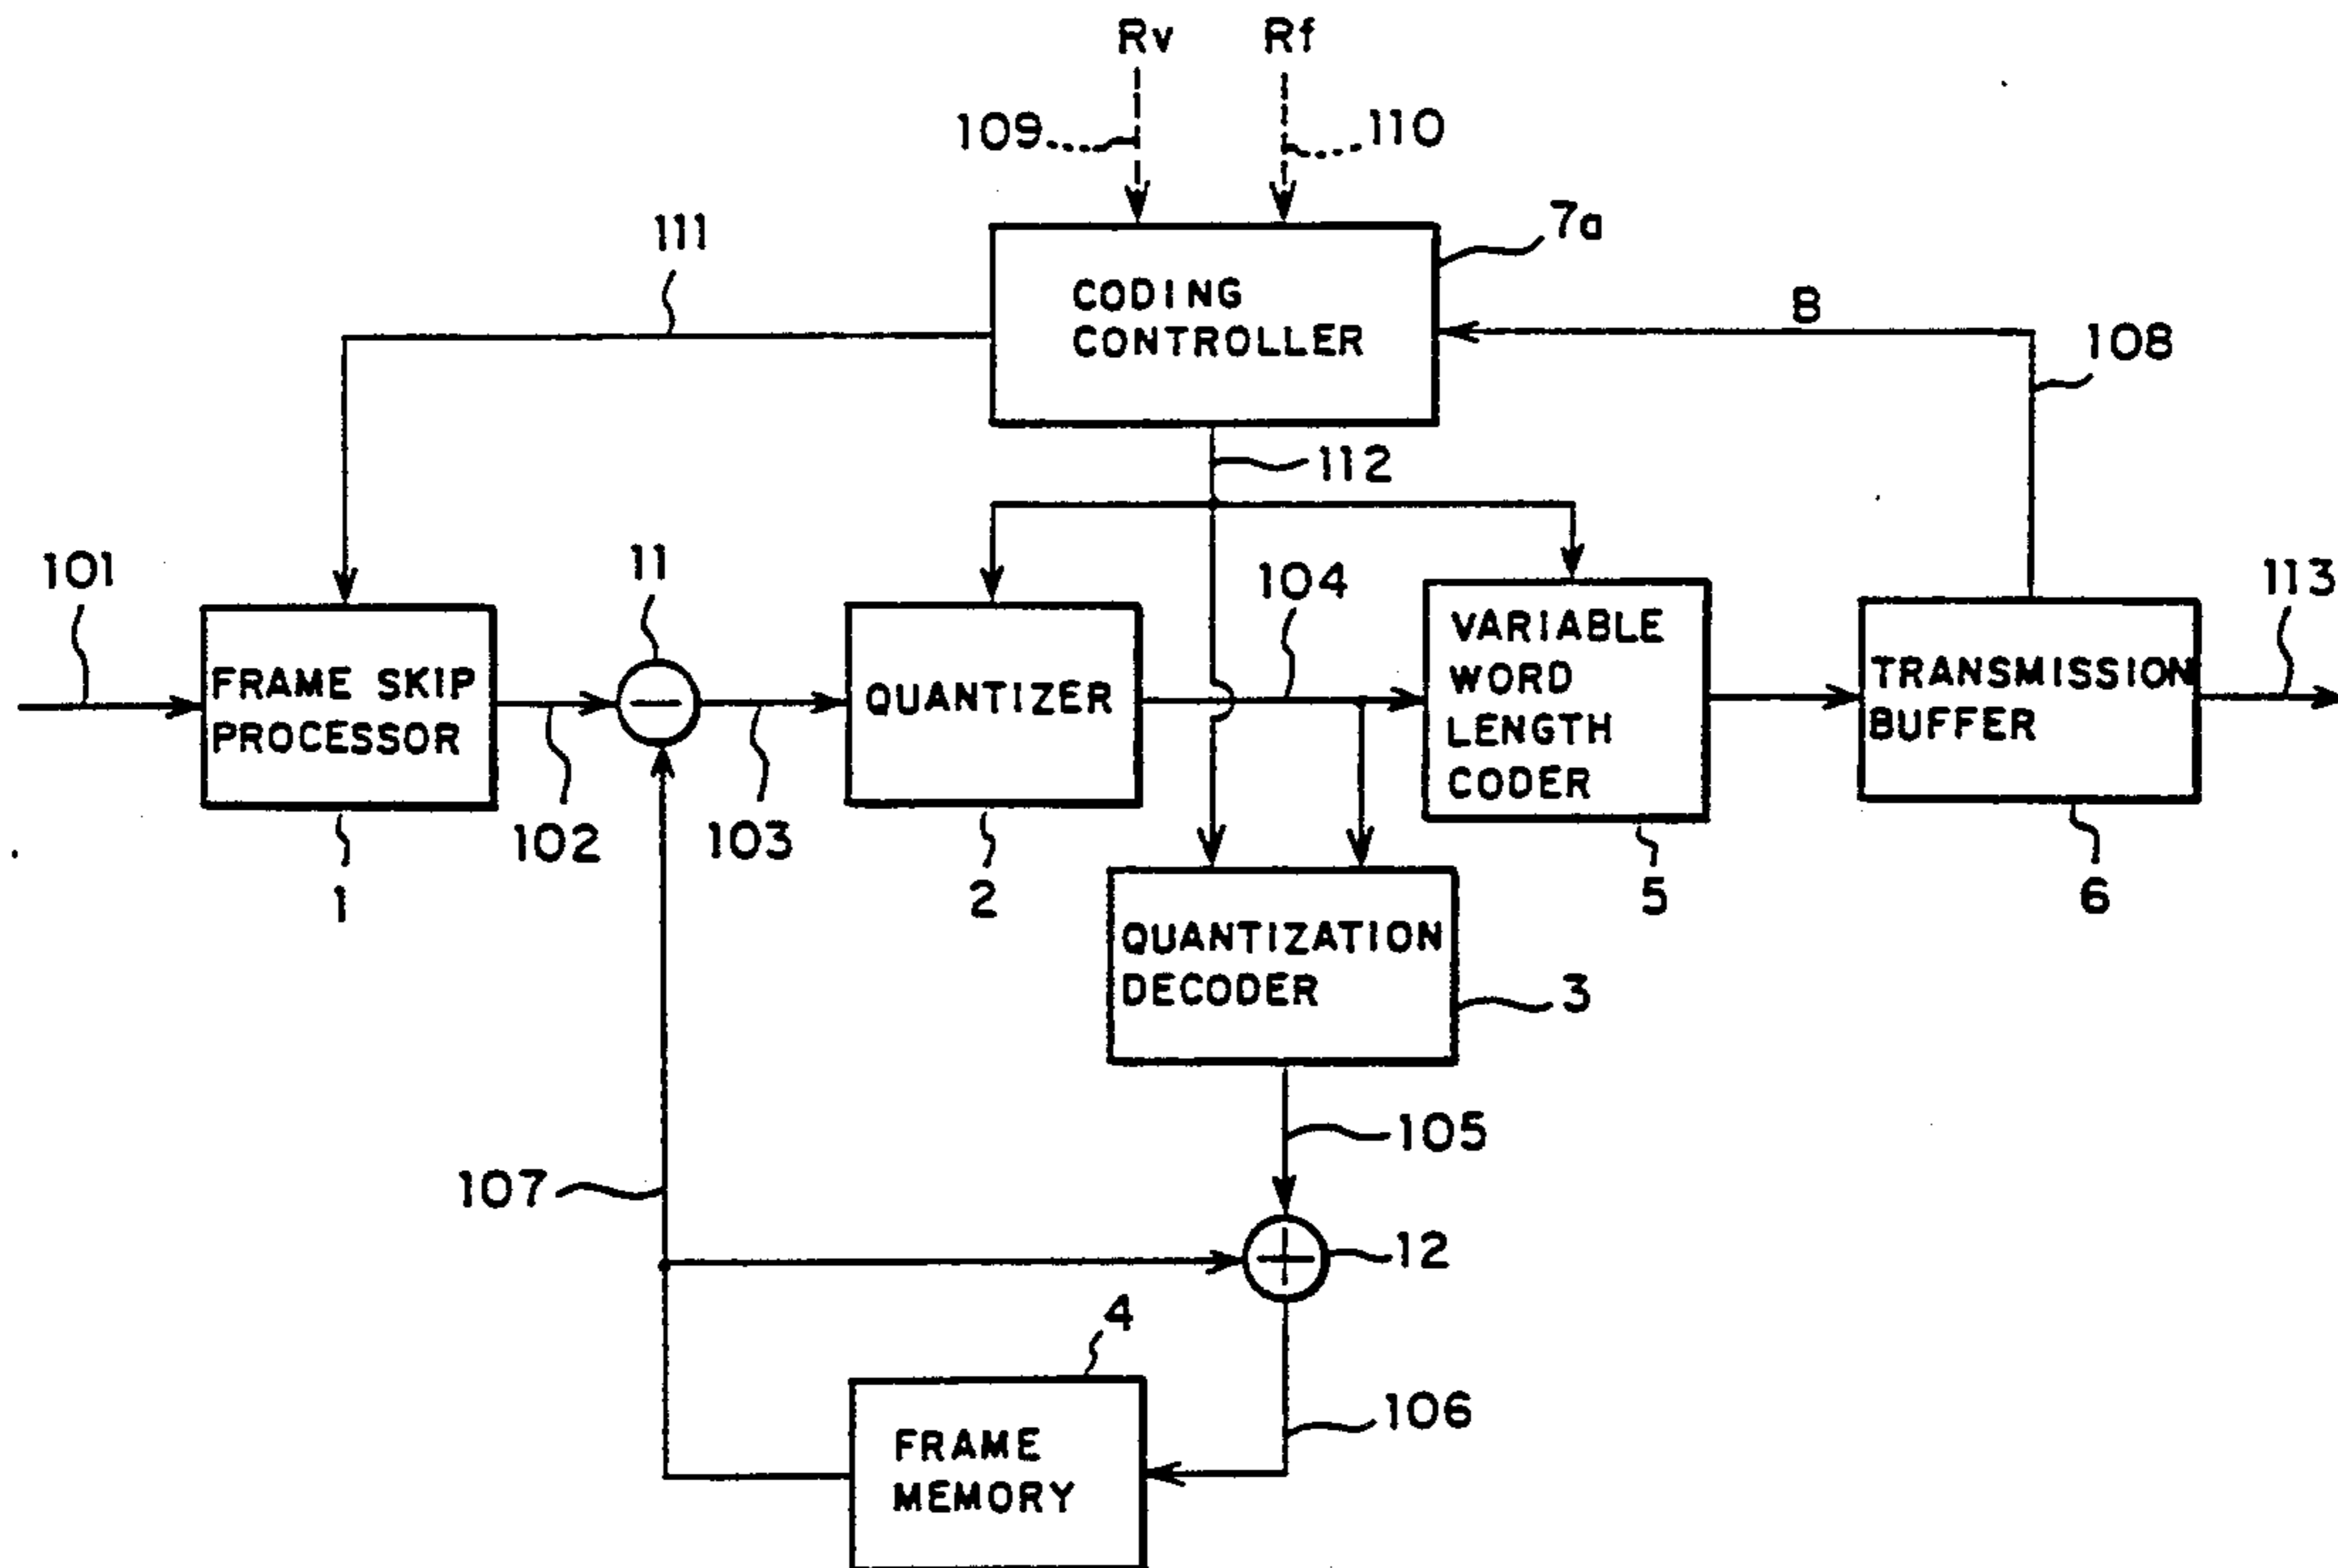 Rv
Rf
109
110
111
7a
CODING
CONTROLLER
B
108
112
101
11
104
113
FRAME SKIP
PROCESSOR
QUANTIZER
VARIABLE
WORD
LENGTH
CODER
TRANSMISSION
BUFFER
102
103
1
2
5
6
QUANTIZATION
DECODER
3
105
107
12
4
106
FRAME
MEMORY